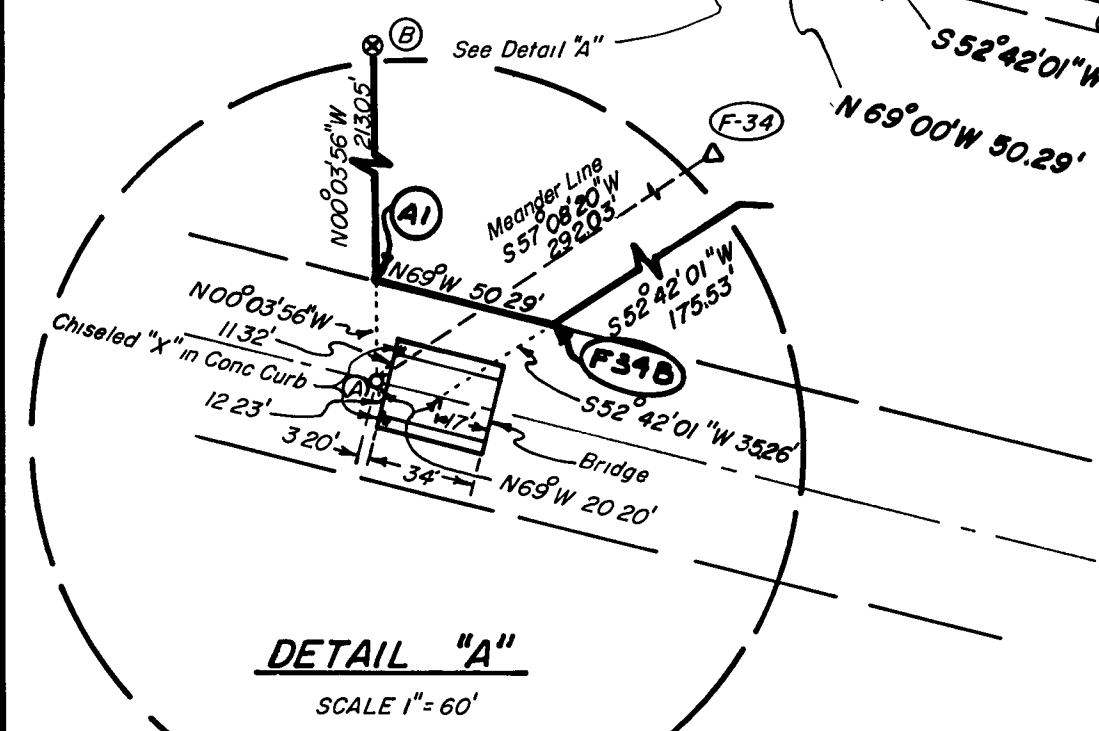 B
See Detail "A"
S 52°42'01"W
N 69°00'W 50.29'
F-34
N00°03'56"W
213.05'
Meander Line
S 57°08'20"W
292.03'
A1
N69°W 50 29'
S52°42'01"W
175.53'
N00°03'56"W
11 32'
Chiseled "X" in Conc Curb
A
F34B
12 23'
17'
S52°42'01"W 35.26'
3 20'
34'
Bridge
N69°W 20 20'
DETAIL "A"
SCALE 1"= 60'